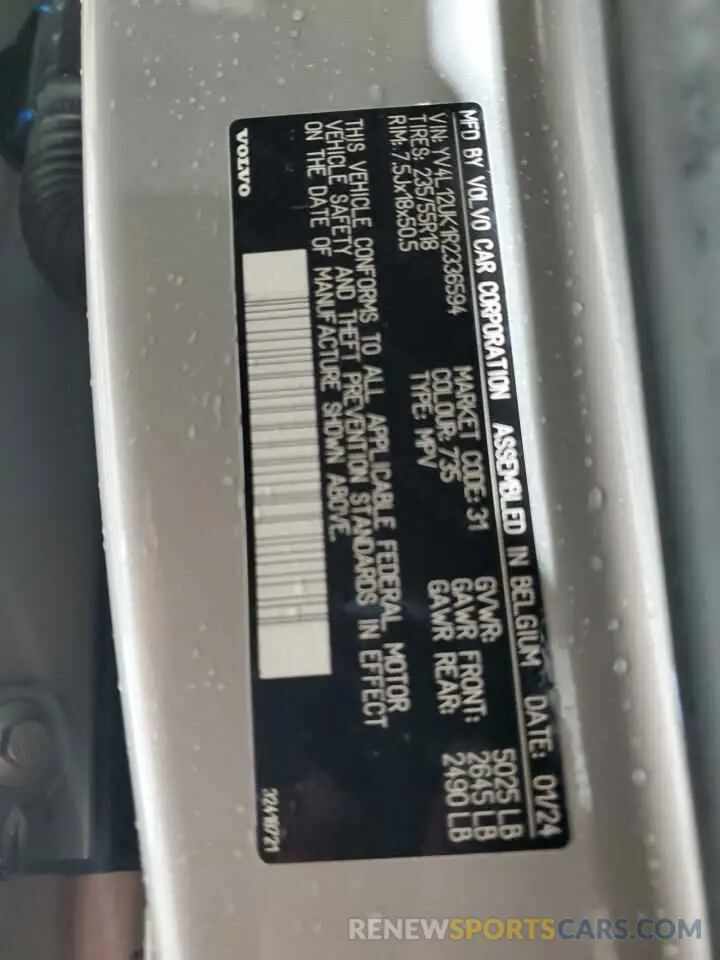 MFD BY VOLVO CAR CORPORATION ASSEMBLED IN BELGIUM DATE: 01/24
VIN: YV4L12UK1R2336594 MARKET CODE: 31 GVWR: 5025 LB
TIRES: 235/55R18 COLOUR: 735 GAWR FRONT: 2645 LB
RIM: 7.5Jx18x50.5 TYPE: MPV GAWR REAR: 2490 LB
THIS VEHICLE CONFORMS TO ALL APPLICABLE FEDERAL MOTOR
VEHICLE SAFETY AND THEFT PREVENTION STANDARDS IN EFFECT
ON THE DATE OF MANUFACTURE SHOWN ABOVE.
VOLVO
32418721
RENEWSPORTSCARS.COM